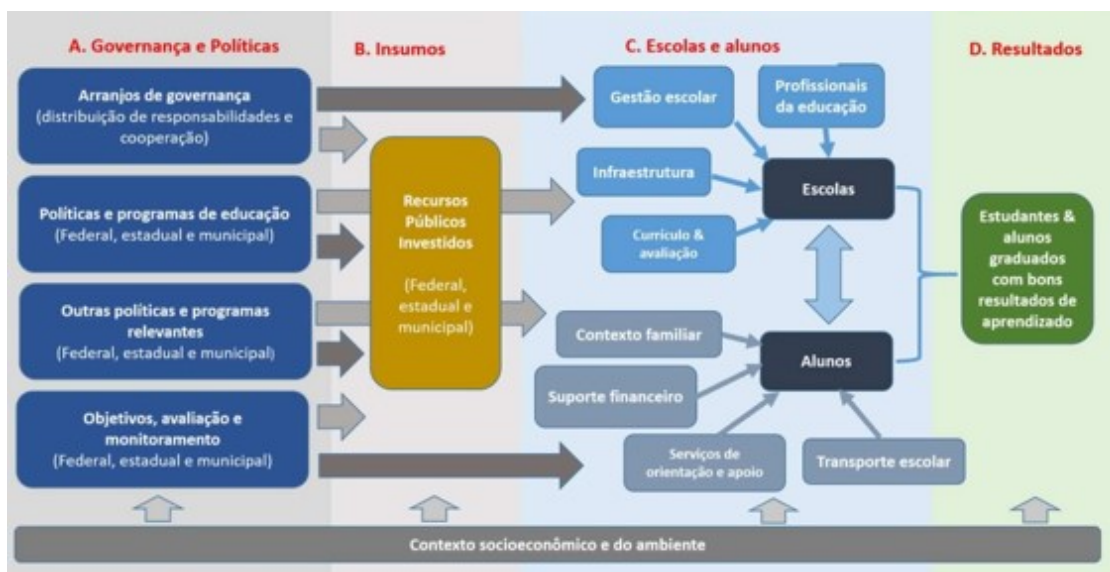 A. Governança e Políticas
Arranjos de governança
(distribuição de responsabilidades e
cooperação)
Políticas e programas de educação
(Federal, estadual e municipal)
Outras políticas e programas
relevantes
(Federal, estadual e municipal)
Objetivos, avaliação e
monitoramento
(Federal, estadual e municipal)
B. Insumos
Recursos
Públicos
Investidos
(Federal,
estadual e
municipal)
C. Escolas e alunos
Gestão escolar
Profissionais
da educação
Infraestrutura
Escolas
Currículo &
avaliação
Contexto familiar
Alunos
Suporte financeiro
Serviços de
orientação e apoio
Transporte escolar
D. Resultados
Estudantes &
alunos
graduados
com bons
resultados de
aprendizado
Contexto socioeconômico e do ambiente